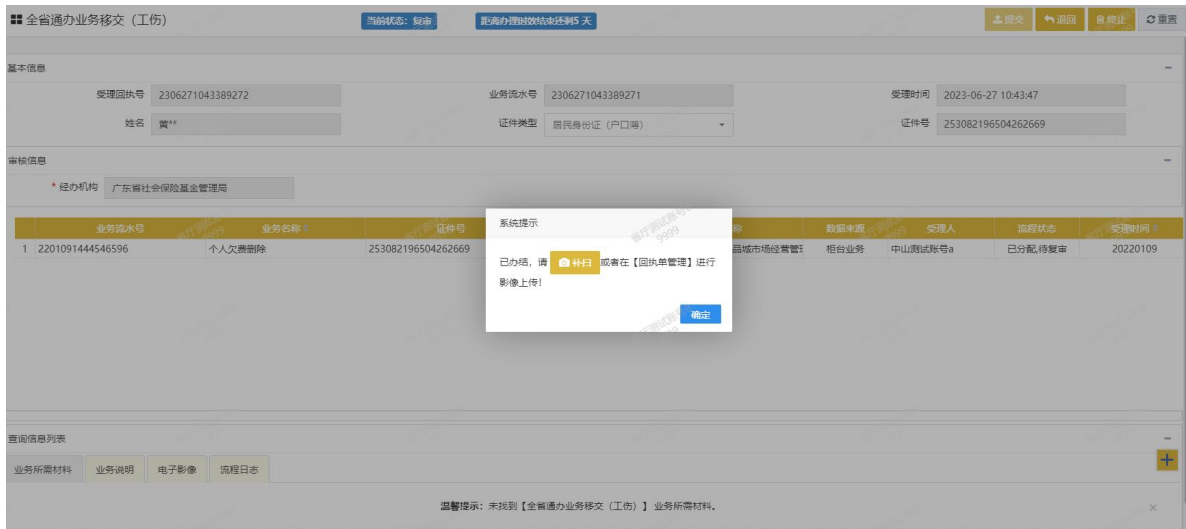 全省通办业务移交（工伤）
当前状态：复审
距离办理时效结束还剩5 天
提交
退回
终止
重置
基本信息
受理回执号 2306271043389272 业务流水号 2306271043389271 受理时间 2023-06-27 10:43:47
姓名 黄** 证件类型 居民身份证（户口簿） 证件号 253082196504262669
审核信息
* 经办机构 广东省社会保险基金管理局
业务流水号 业务名称 证件号 称 数据来源 受理人 流程状态 受理时间
1 2201091444546596 个人欠费删除 253082196504262669 品城市场经营管理 柜台业务 中山测试账号a 已分配,待复审 20220109
系统提示
已办结，请 补扫 或者在【回执单管理】进行
影像上传！
确定
查询信息列表
业务所需材料 业务说明 电子影像 流程日志
温馨提示：未找到【全省通办业务移交（工伤）】业务所需材料。